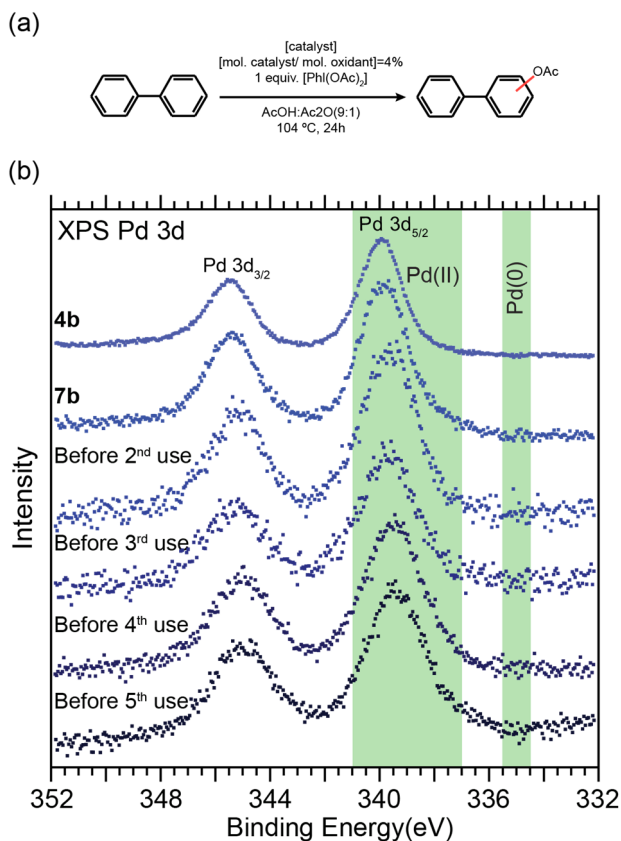 (a)
[catalyst]
[mol. catalyst/ mol. oxidant]=4%
1 equiv. [PhI(OAc)₂]
AcOH:Ac2O(9:1)
104 ºC, 24h
OAc
(b)
XPS Pd 3d
Pd 3d₅/₂
Pd 3d₃/₂
Pd(II)
Pd(0)
4b
7b
Before 2ⁿᵈ use
Before 3ʳᵈ use
Before 4ᵗʰ use
Before 5ᵗʰ use
Intensity
352 348 344 340 336 332
Binding Energy(eV)